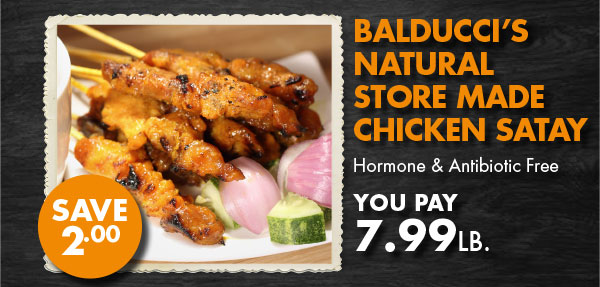 BALDUCCI'S
NATURAL
STORE MADE
CHICKEN SATAY
Hormone & Antibiotic Free
YOU PAY
7.99LB.
SAVE
2.00